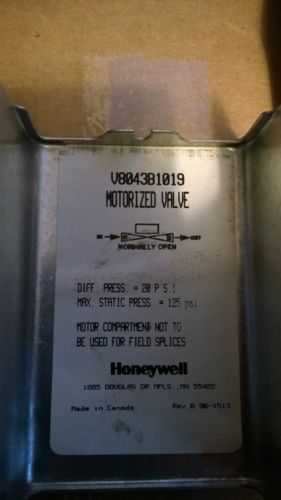 V8043B1019
MOTORIZED VALVE
IN OUT
NORMALLY OPEN
DIFF. PRESS = 20 P S I
MAX. STATIC PRESS. = 125 psi
MOTOR COMPARTMENT NOT TO
BE USED FOR FIELD SPLICES
Honeywell
1885 DOUGLAS DR MPLS.,MN 55422
Made in Canada Rev B 96-1513